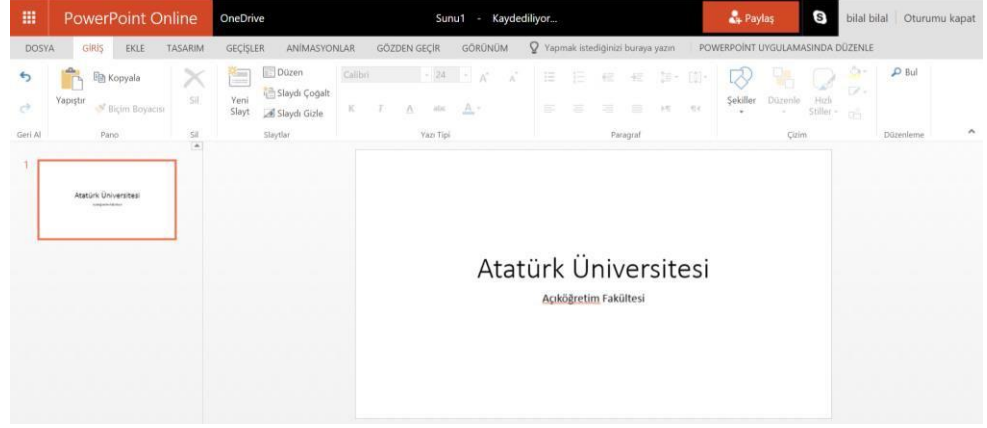 PowerPoint Online OneDrive Sunu1 - Kaydediliyor... Paylaş bilal bilal Oturumu kapat
DOSYA GİRİŞ EKLE TASARIM GEÇİŞLER ANİMASYONLAR GÖZDEN GEÇİR GÖRÜNÜM Yapmak istediğinizi buraya yazın POWERPOİNT UYGULAMASINDA DÜZENLE
Kopyala Düzen Calibri 24 Bul
Yapıştır Biçim Boyacısı Sil Yeni Slayt Slaydı Çoğalt Şekiller Düzenle Hızlı Stiller
Slaydı Gizle K T A abc A
Geri Al Pano Sil Slaytlar Yazı Tipi Paragraf Çizim Düzenleme
1
Atatürk Üniversitesi
Atatürk Üniversitesi
Açıköğretim Fakültesi